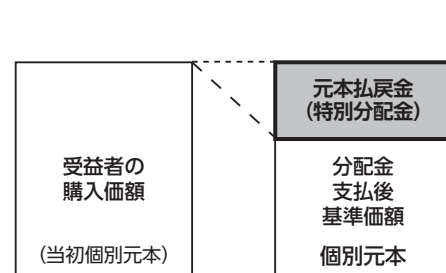 元本払戻金
（特別分配金）
受益者の
購入価額
（当初個別元本）
分配金
支払後
基準価額
個別元本